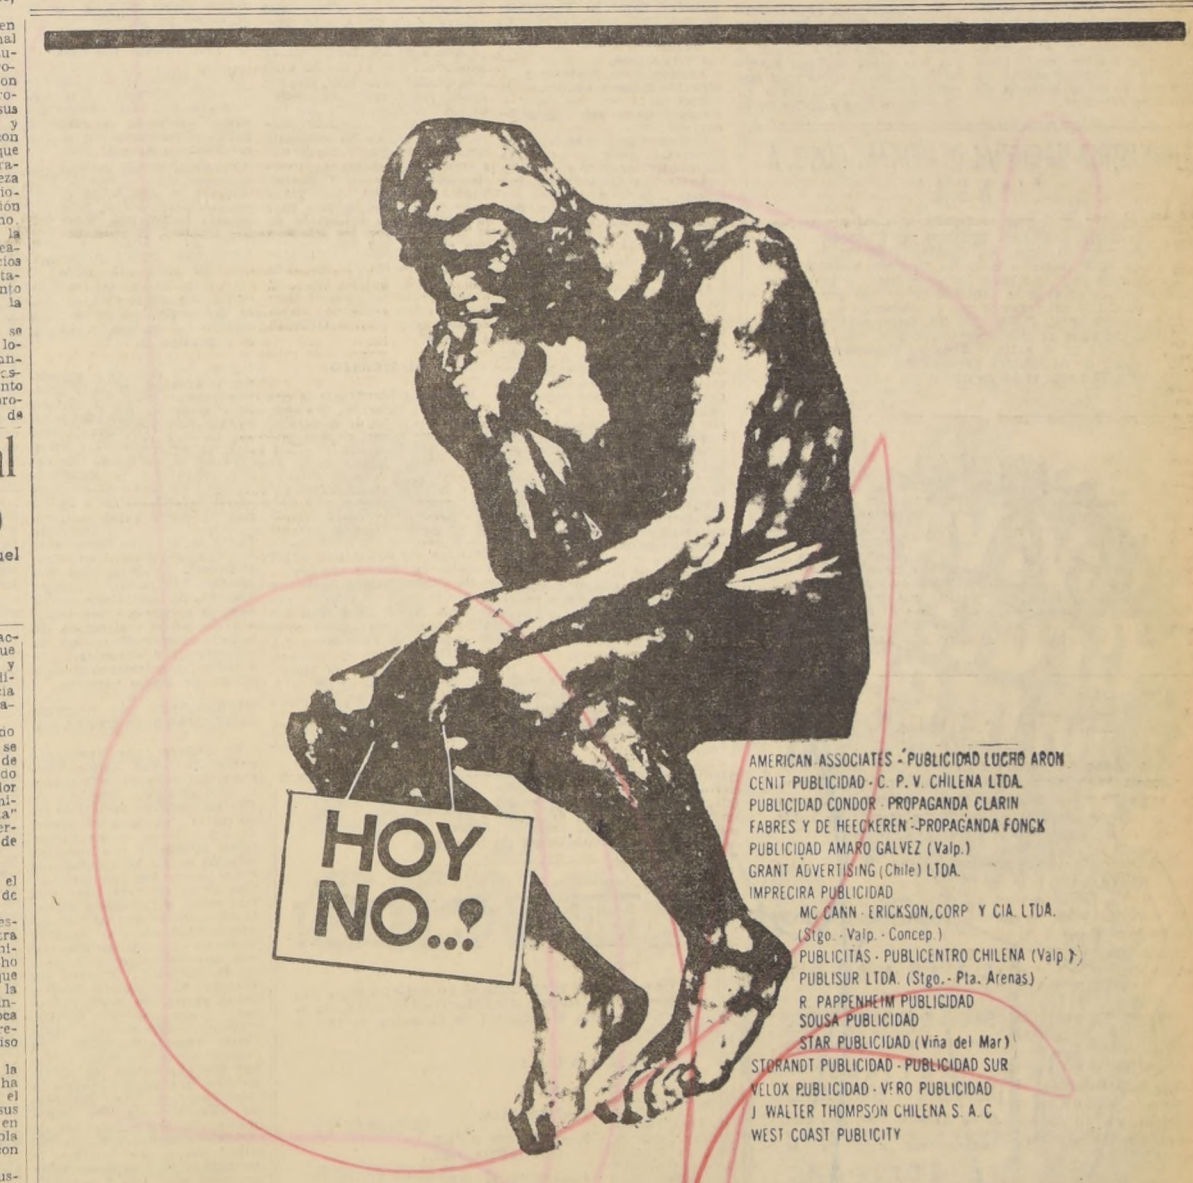 HOY
NO...!
AMERICAN ASSOCIATES - PUBLICIDAD LUCHO ARON
CENIT PUBLICIDAD - C. P. V. CHILENA LTDA.
PUBLICIDAD CONDOR - PROPAGANDA CLARIN
FABRES Y DE HEECKEREN - PROPAGANDA FONCK
PUBLICIDAD AMARO GALVEZ (Valp.)
GRANT ADVERTISING (Chile) LTDA.
IMPRECIRA PUBLICIDAD
MC CANN - ERICKSON, CORP Y CIA. LTDA.
(Stgo. - Valp. - Concep.)
PUBLICITAS - PUBLICENTRO CHILENA (Valp.)
PUBLISUR LTDA. (Stgo. - Pta. Arenas)
R. PAPPENHEIM PUBLICIDAD
SOUSA PUBLICIDAD
STAR PUBLICIDAD (Viña del Mar)
STORANDT PUBLICIDAD - PUBLICIDAD SUR
VELOX PUBLICIDAD - VERO PUBLICIDAD
J WALTER THOMPSON CHILENA S. A. C
WEST COAST PUBLICITY